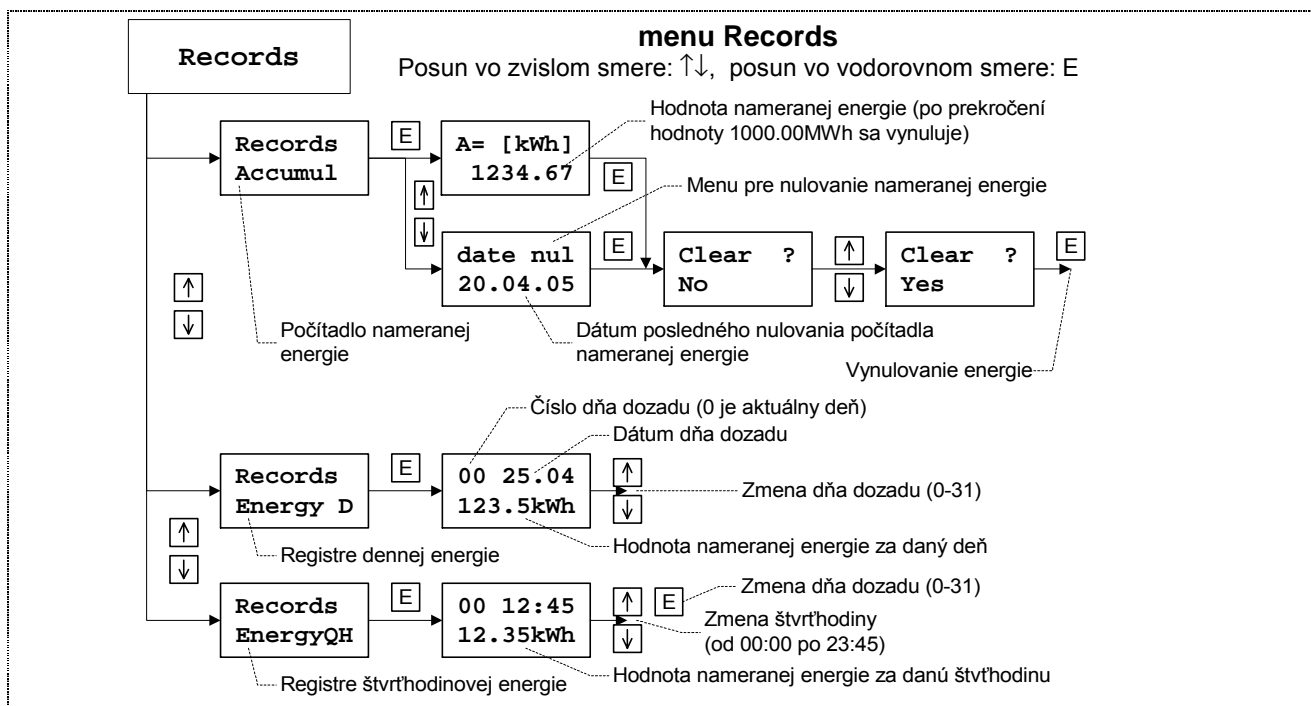 Records
menu Records
Posun vo zvislom smere: ↑↓, posun vo vodorovnom smere: E
Hodnota nameranej energie (po prekročení
hodnoty 1000.00MWh sa vynuluje)
Records
Accumul
E
A= [kWh]
1234.67
E
Menu pre nulovanie nameranej energie
↑
↓
date nul
20.04.05
E
Clear ?
No
↑
↓
Clear ?
Yes
E
↑
↓
Počítadlo nameranej
energie
Dátum posledného nulovania počítadla
nameranej energie
Vynulovanie energie
Číslo dňa dozadu (0 je aktuálny deň)
Dátum dňa dozadu
Records
Energy D
E
00 25.04
123.5kWh
↑
↓
Zmena dňa dozadu (0-31)
↑
↓
Registre dennej energie
Hodnota nameranej energie za daný deň
Records
EnergyQH
E
00 12:45
12.35kWh
↑
↓
E
Zmena dňa dozadu (0-31)
Zmena štvrťhodiny
(od 00:00 po 23:45)
Registre štvrťhodinovej energie
Hodnota nameranej energie za danú štvťhodinu